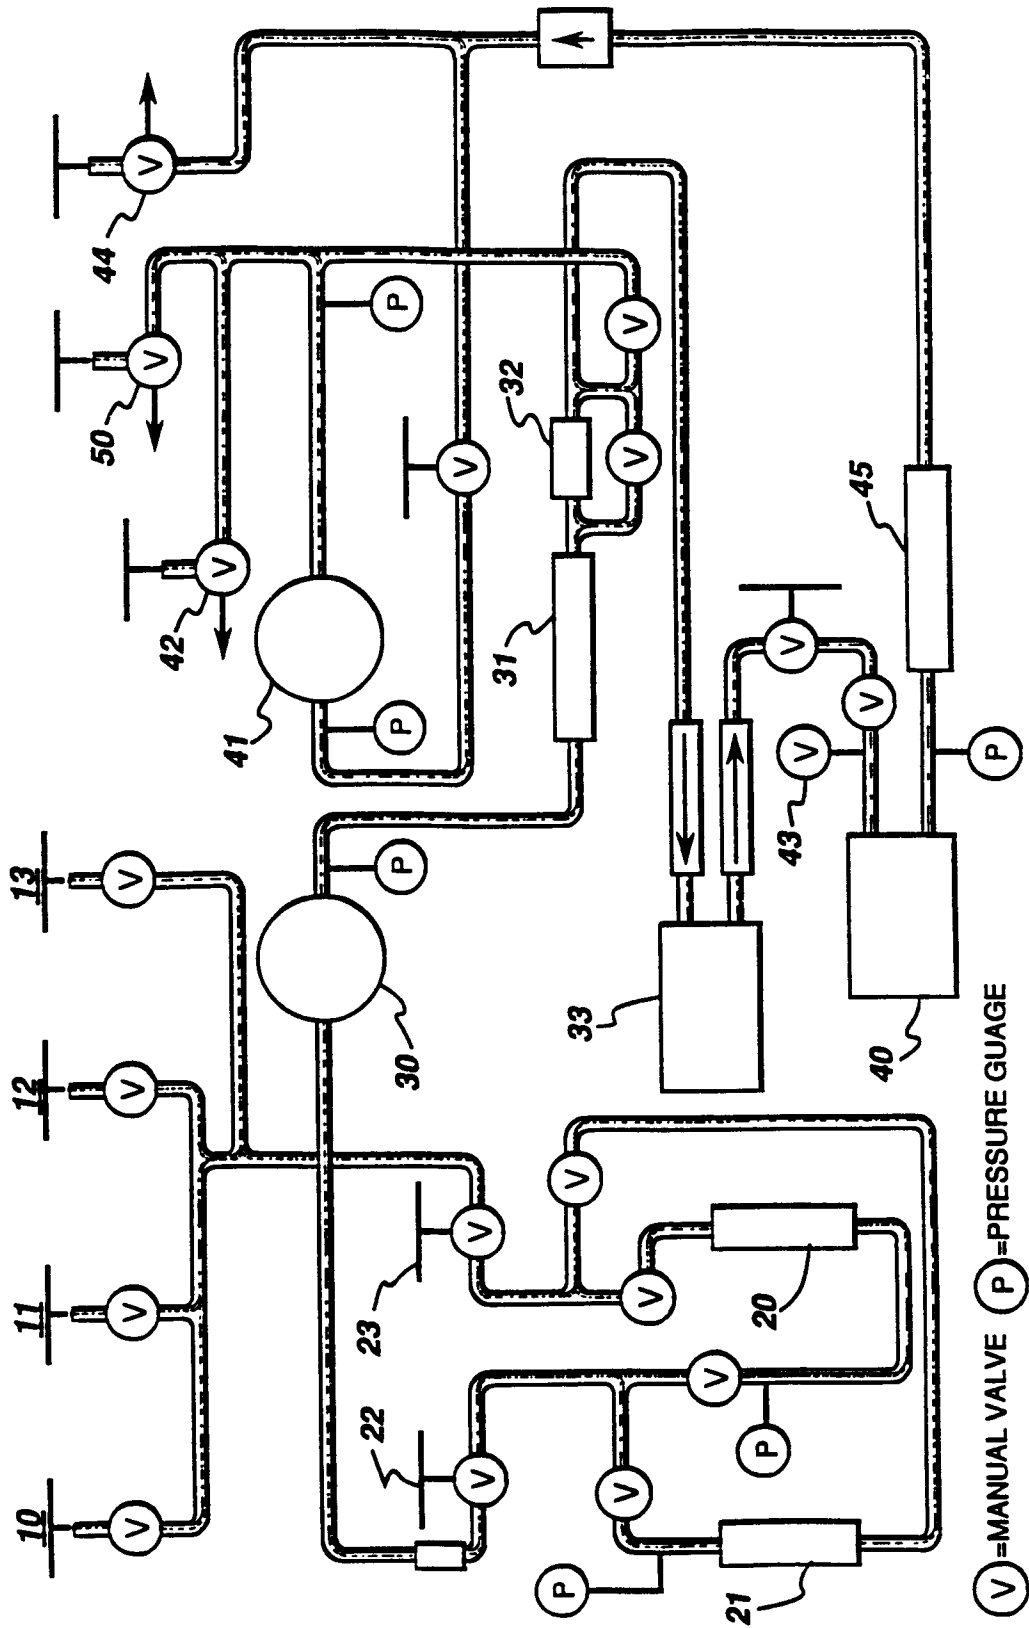 10 11 12 13
V V V V
44
V
50
V
42
V
41
P P P
30
22 23
V V
V
31 32
P
V
33
V V V V
V
21 20
P
43
V V
V
45
40
P
V =MANUAL VALVE P =PRESSURE GUAGE